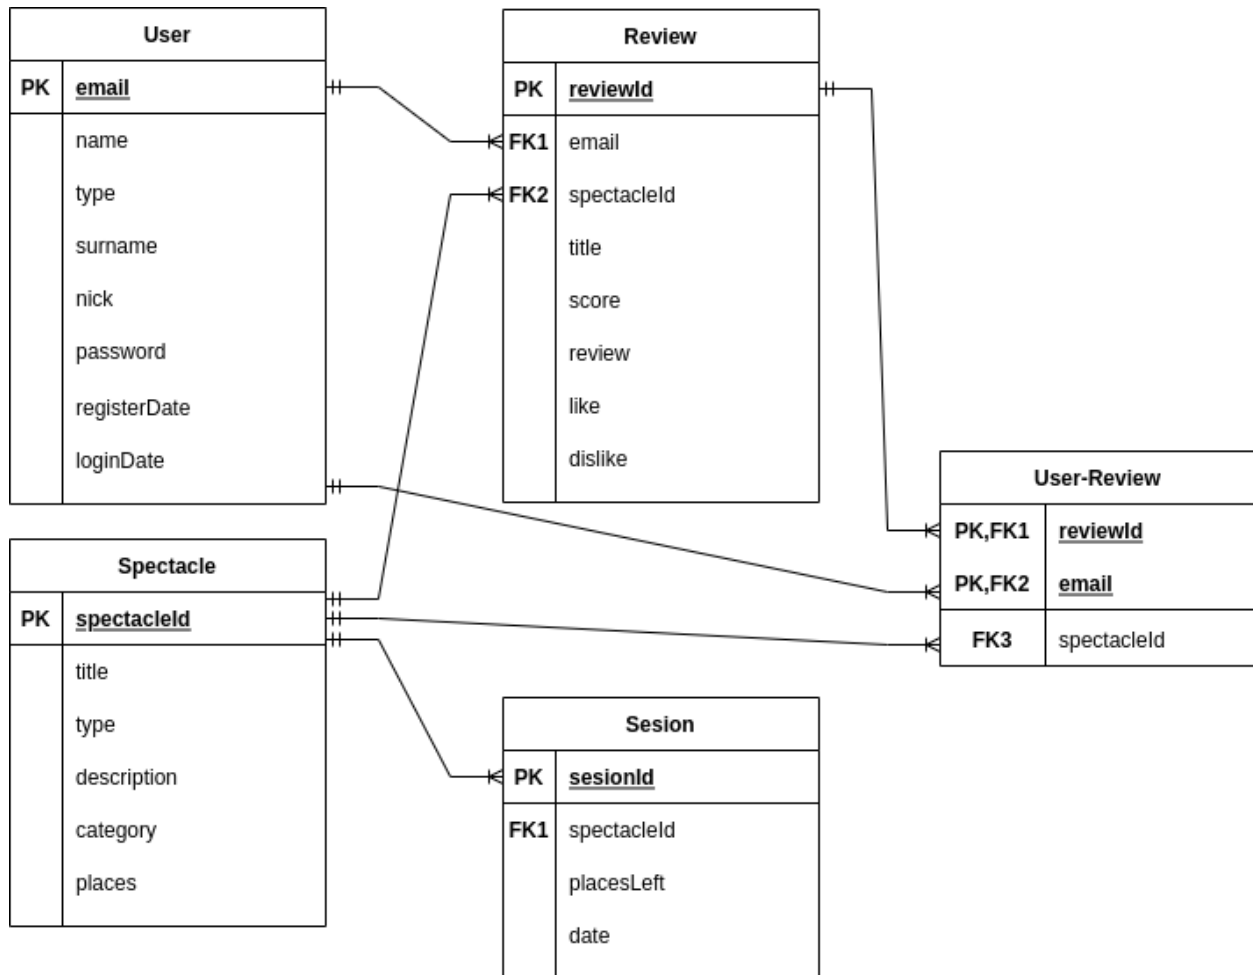 User
PK email
name
type
surname
nick
password
registerDate
loginDate
Review
PK reviewId
FK1 email
FK2 spectacleId
title
score
review
like
dislike
User-Review
PK,FK1 reviewId
PK,FK2 email
FK3 spectacleId
Spectacle
PK spectacleId
title
type
description
category
places
Sesion
PK sesionId
FK1 spectacleId
placesLeft
date